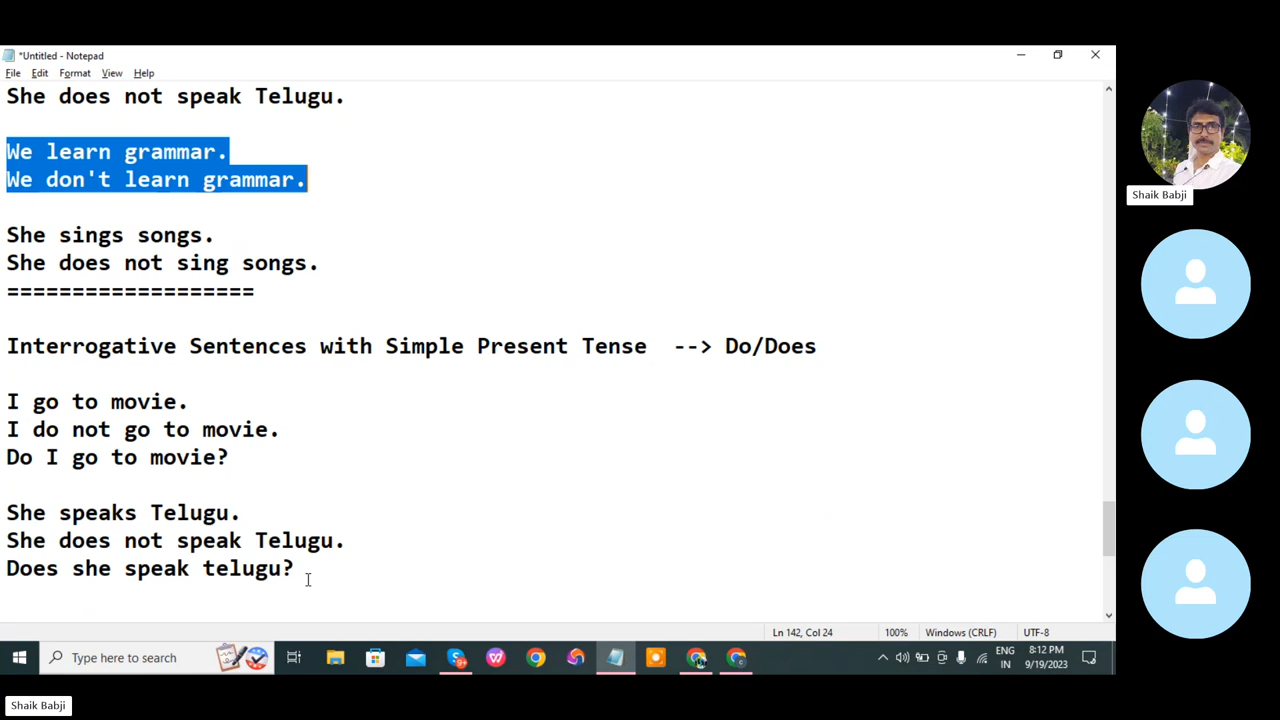 *Untitled - Notepad
File Edit Format View Help
She does not speak Telugu.
We learn grammar.
We don't learn grammar.
She sings songs.
She does not sing songs.
===================
Interrogative Sentences with Simple Present Tense --> Do/Does
I go to movie.
I do not go to movie.
Do I go to movie?
She speaks Telugu.
She does not speak Telugu.
Does she speak telugu?
Ln 142, Col 24 100% Windows (CRLF) UTF-8
Type here to search
ENG
IN
8:12 PM
9/19/2023
Shaik Babji
Shaik Babji